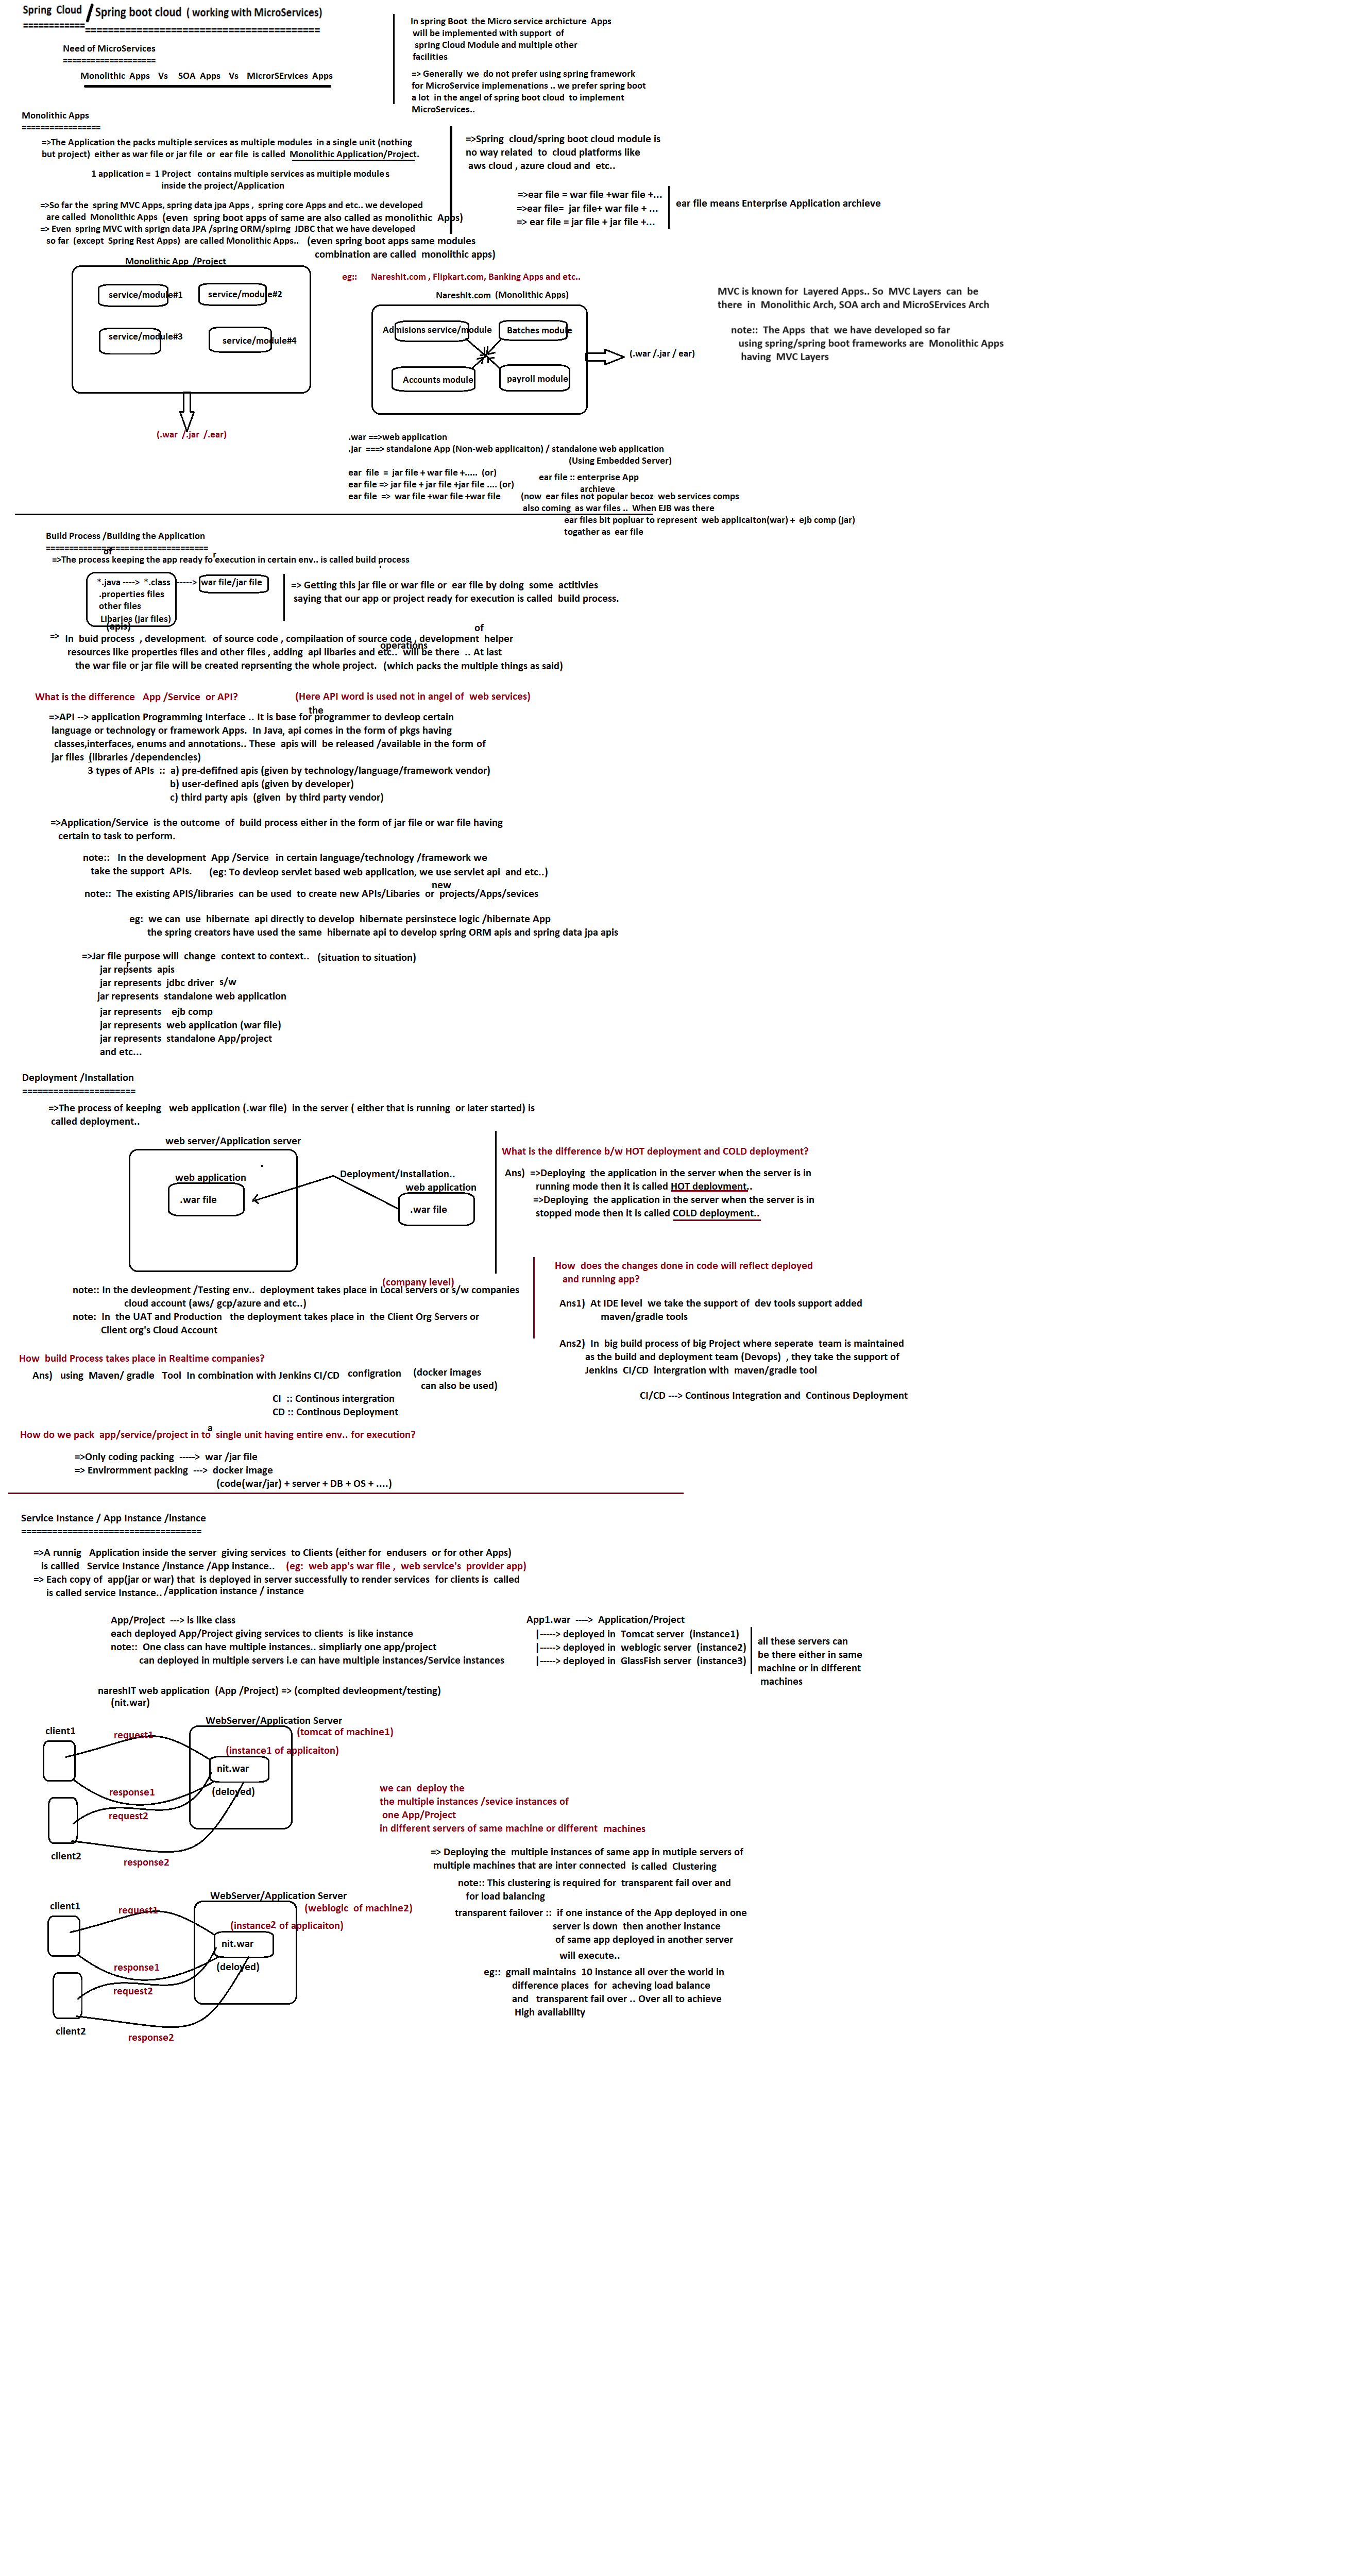 Spring Cloud / Spring boot cloud ( working with MicroServices)
============ ========================================
Need of MicroServices
====================
Monolithic Apps Vs SOA Apps Vs MicrorSErvices Apps
In spring Boot the Micro service archicture Apps
will be implemented with support of
spring Cloud Module and multiple other
facilities
=> Generally we do not prefer using spring framework
for MicroService implemenations .. we prefer spring boot
a lot in the angel of spring boot cloud to implement
MicroServices..
Monolithic Apps
=================
=>The Application the packs multiple services as multiple modules in a single unit (nothing
but project) either as war file or jar file or ear file is called Monolithic Application/Project.
1 application = 1 Project contains multiple services as muitiple modules
inside the project/Application
=>So far the spring MVC Apps, spring data jpa Apps , spring core Apps and etc.. we developed
are called Monolithic Apps (even spring boot apps of same are also called as monolithic Apps)
=> Even spring MVC with sprign data JPA /spring ORM/spirng JDBC that we have developed
so far (except Spring Rest Apps) are called Monolithic Apps.. (even spring boot apps same modules
combination are called monolithic apps)
=>Spring cloud/spring boot cloud module is
no way related to cloud platforms like
aws cloud , azure cloud and etc..
=>ear file = war file +war file +...
=>ear file= jar file+ war file + ...
=> ear file = jar file + jar file +...
ear file means Enterprise Application archieve
Monolithic App /Project
service/module#1
service/module#2
service/module#3
service/module#4
(.war /.jar /.ear)
eg:: NareshIt.com , Flipkart.com, Banking Apps and etc..
NareshIt.com (Monolithic Apps)
Admisions service/module
Batches module
Accounts module
payroll module
(.war /.jar / ear)
MVC is known for Layered Apps.. So MVC Layers can be
there in Monolithic Arch, SOA arch and MicroSErvices Arch
note:: The Apps that we have developed so far
using spring/spring boot frameworks are Monolithic Apps
having MVC Layers
.war ==>web application
.jar ===> standalone App (Non-web applicaiton) / standalone web application
(Using Embedded Server)
ear file = jar file + war file +..... (or)
ear file => jar file + jar file +jar file .... (or)
ear file => war file +war file +war file
ear file :: enterprise App
archieve
(now ear files not popular becoz web services comps
also coming as war files .. When EJB was there
ear files bit popluar to represent web applicaiton(war) + ejb comp (jar)
togather as ear file
Build Process /Building the Application
===================================
of r
=>The process keeping the app ready fo execution in certain env.. is called build process
*.java ----> *.class -----> war file/jar file
.properties files
other files
Libaries (jar files)
(apis)
=> Getting this jar file or war file or ear file by doing some actitivies
saying that our app or project ready for execution is called build process.
of
=> In buid process , development of source code , compilaation of source code , development helper
operations
resources like properties files and other files , adding api libaries and etc.. will be there .. At last
the war file or jar file will be created reprsenting the whole project. (which packs the multiple things as said)
What is the difference App /Service or API? (Here API word is used not in angel of web services)
the
=>API --> application Programming Interface .. It is base for programmer to devleop certain
language or technology or framework Apps. In Java, api comes in the form of pkgs having
classes,interfaces, enums and annotations.. These apis will be released /available in the form of
jar files (libraries /dependencies)
3 types of APIs :: a) pre-defifned apis (given by technology/language/framework vendor)
b) user-defined apis (given by developer)
c) third party apis (given by third party vendor)
=>Application/Service is the outcome of build process either in the form of jar file or war file having
certain to task to perform.
note:: In the development App /Service in certain language/technology /framework we
take the support APIs. (eg: To devleop servlet based web application, we use servlet api and etc..)
new
note:: The existing APIS/libraries can be used to create new APIs/Libaries or projects/Apps/sevices
eg: we can use hibernate api directly to develop hibernate persinstece logic /hibernate App
the spring creators have used the same hibernate api to develop spring ORM apis and spring data jpa apis
=>Jar file purpose will change context to context.. (situation to situation)
r
jar repsents apis
jar represents jdbc driver s/w
jar represents standalone web application
jar represents ejb comp
jar represents web application (war file)
jar represents standalone App/project
and etc...
Deployment /Installation
======================
=>The process of keeping web application (.war file) in the server ( either that is running or later started) is
called deployment..
web server/Application server
web application
.war file
Deployment/Installation..
web application
.war file
What is the difference b/w HOT deployment and COLD deployment?
Ans) =>Deploying the application in the server when the server is in
running mode then it is called HOT deployment..
=>Deploying the application in the server when the server is in
stopped mode then it is called COLD deployment..
(company level)
note:: In the devleopment /Testing env.. deployment takes place in Local servers or s/w companies
cloud account (aws/ gcp/azure and etc..)
note: In the UAT and Production the deployment takes place in the Client Org Servers or
Client org's Cloud Account
How does the changes done in code will reflect deployed
and running app?
Ans1) At IDE level we take the support of dev tools support added
maven/gradle tools
Ans2) In big build process of big Project where seperate team is maintained
as the build and deployment team (Devops) , they take the support of
Jenkins CI/CD intergration with maven/gradle tool
CI/CD ---> Continous Integration and Continous Deployment
How build Process takes place in Realtime companies?
Ans) using Maven/ gradle Tool In combination with Jenkins CI/CD configration (docker images
can also be used)
CI :: Continous intergration
CD :: Continous Deployment
a
How do we pack app/service/project in to single unit having entire env.. for execution?
=>Only coding packing -----> war /jar file
=> Envirormment packing ---> docker image
(code(war/jar) + server + DB + OS + ....)
Service Instance / App Instance /instance
===================================
=>A runnig Application inside the server giving services to Clients (either for endusers or for other Apps)
is callled Service Instance /instance /App instance.. (eg: web app's war file , web service's provider app)
=> Each copy of app(jar or war) that is deployed in server successfully to render services for clients is called
is called service Instance.. /application instance / instance
App/Project ---> is like class
each deployed App/Project giving services to clients is like instance
note:: One class can have multiple instances.. simpliarly one app/project
can deployed in multiple servers i.e can have multiple instances/Service instances
App1.war ----> Application/Project
|-----> deployed in Tomcat server (instance1)
|-----> deployed in weblogic server (instance2)
|-----> deployed in GlassFish server (instance3)
all these servers can
be there either in same
machine or in different
machines
nareshIT web application (App /Project) => (complted devleopment/testing)
(nit.war)
WebServer/Application Server
(tomcat of machine1)
client1
request1
(instance1 of applicaiton)
nit.war
(deloyed)
response1
request2
client2
response2
we can deploy the
the multiple instances /sevice instances of
one App/Project
in different servers of same machine or different machines
=> Deploying the multiple instances of same app in mutiple servers of
multiple machines that are inter connected is called Clustering
note:: This clustering is required for transparent fail over and
for load balancing
transparent failover :: if one instance of the App deployed in one
server is down then another instance
of same app deployed in another server
will execute..
eg:: gmail maintains 10 instance all over the world in
difference places for acheving load balance
and transparent fail over .. Over all to achieve
High availability
WebServer/Application Server
(weblogic of machine2)
client1
request1
(instance2 of applicaiton)
nit.war
(deloyed)
response1
request2
client2
response2